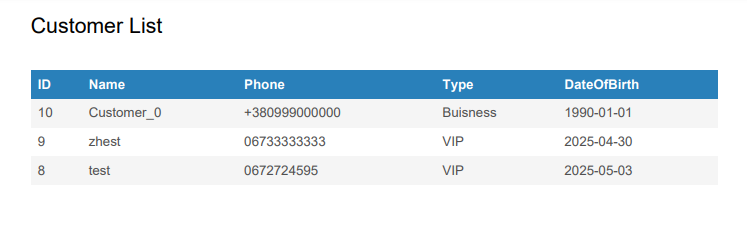 Customer List
ID Name Phone Type DateOfBirth
10 Customer_0 +380999000000 Buisness 1990-01-01
9 zhest 06733333333 VIP 2025-04-30
8 test 0672724595 VIP 2025-05-03